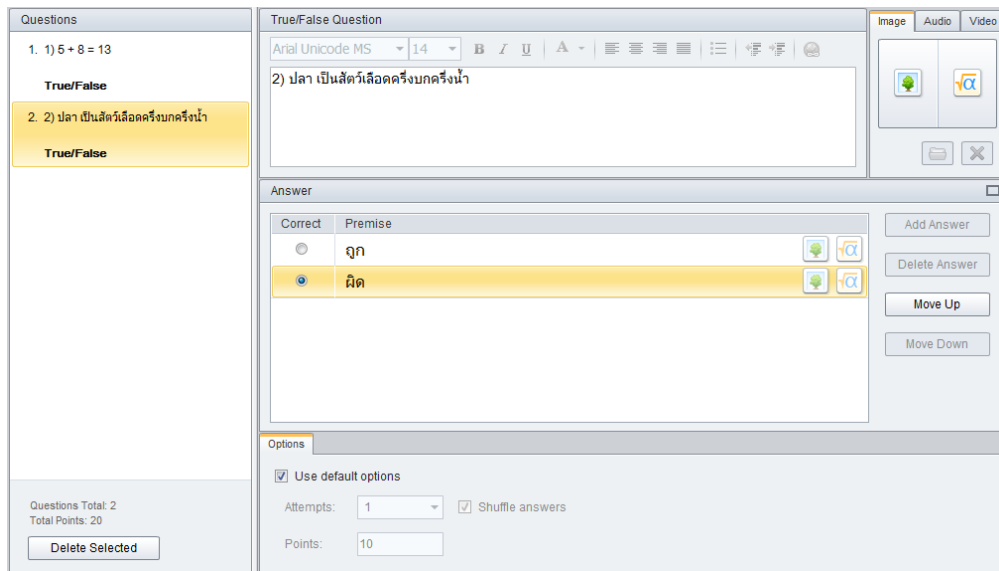 Questions
1. 1) 5 + 8 = 13
True/False
2. 2) ปลา เป็นสัตว์เลือดครึ่งบกครึ่งน้ำ
True/False
Questions Total: 2
Total Points: 20
Delete Selected
True/False Question
Arial Unicode MS 14 B I U A
2) ปลา เป็นสัตว์เลือดครึ่งบกครึ่งน้ำ
Image Audio Video
√α
Answer
Correct Premise
ถูก √α
ผิด √α
Add Answer
Delete Answer
Move Up
Move Down
Options
Use default options
Attempts: 1 Shuffle answers
Points: 10